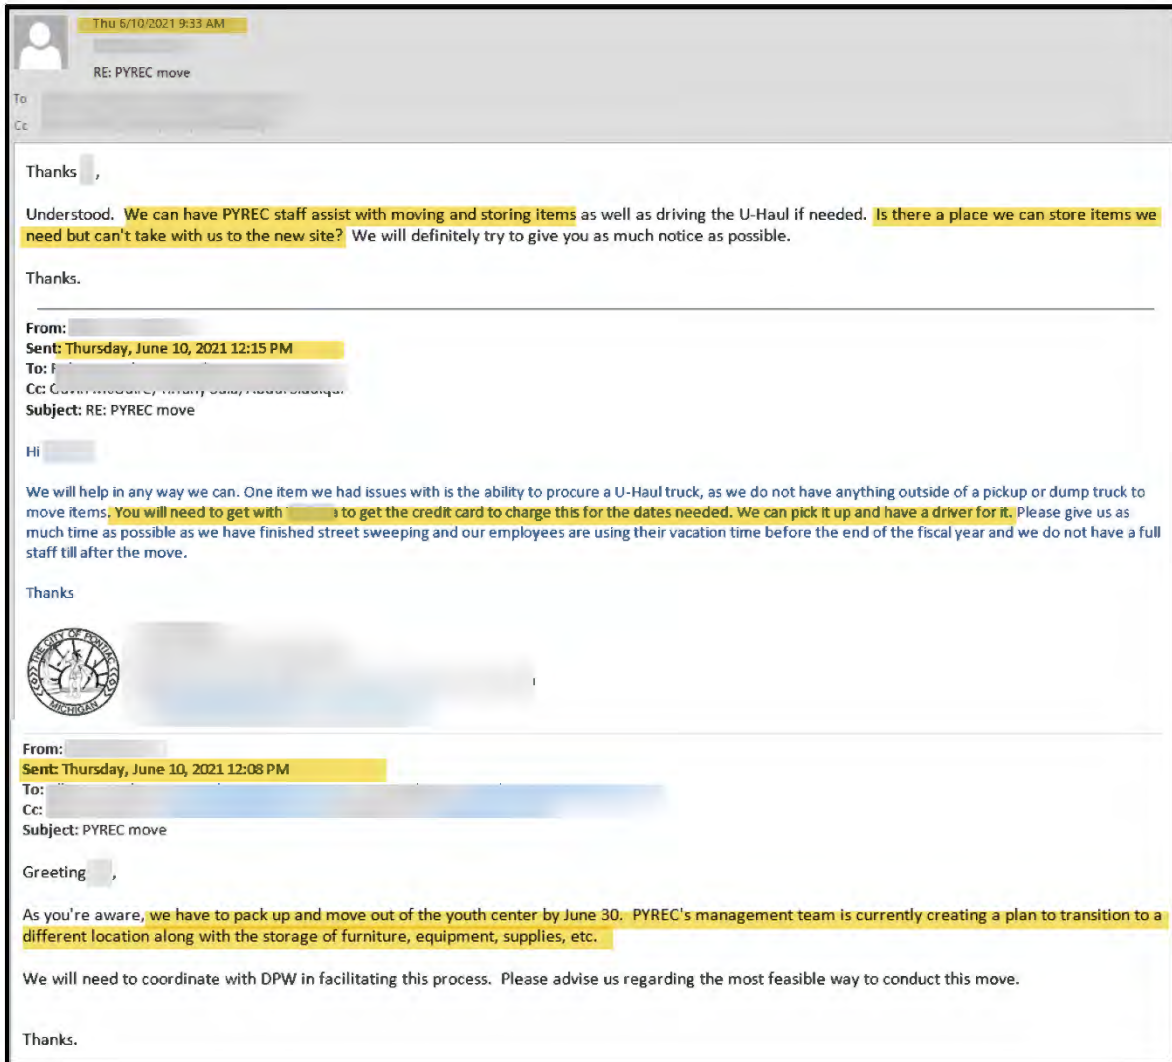 Thu 6/10/2021 9:33 AM
RE: PYREC move
To
Cc
Thanks ,
Understood. We can have PYREC staff assist with moving and storing items as well as driving the U-Haul if needed. Is there a place we can store items we
need but can't take with us to the new site? We will definitely try to give you as much notice as possible.
Thanks.
From:
Sent: Thursday, June 10, 2021 12:15 PM
To:
Cc:
Subject: RE: PYREC move
Hi
We will help in any way we can. One item we had issues with is the ability to procure a U-Haul truck, as we do not have anything outside of a pickup or dump truck to
move items. You will need to get with to get the credit card to charge this for the dates needed. We can pick it up and have a driver for it. Please give us as
much time as possible as we have finished street sweeping and our employees are using their vacation time before the end of the fiscal year and we do not have a full
staff till after the move.
Thanks
THE CITY OF PONTIAC
MICHIGAN
From:
Sent: Thursday, June 10, 2021 12:08 PM
To:
Cc:
Subject: PYREC move
Greeting ,
As you're aware, we have to pack up and move out of the youth center by June 30. PYREC's management team is currently creating a plan to transition to a
different location along with the storage of furniture, equipment, supplies, etc.
We will need to coordinate with DPW in facilitating this process. Please advise us regarding the most feasible way to conduct this move.
Thanks.